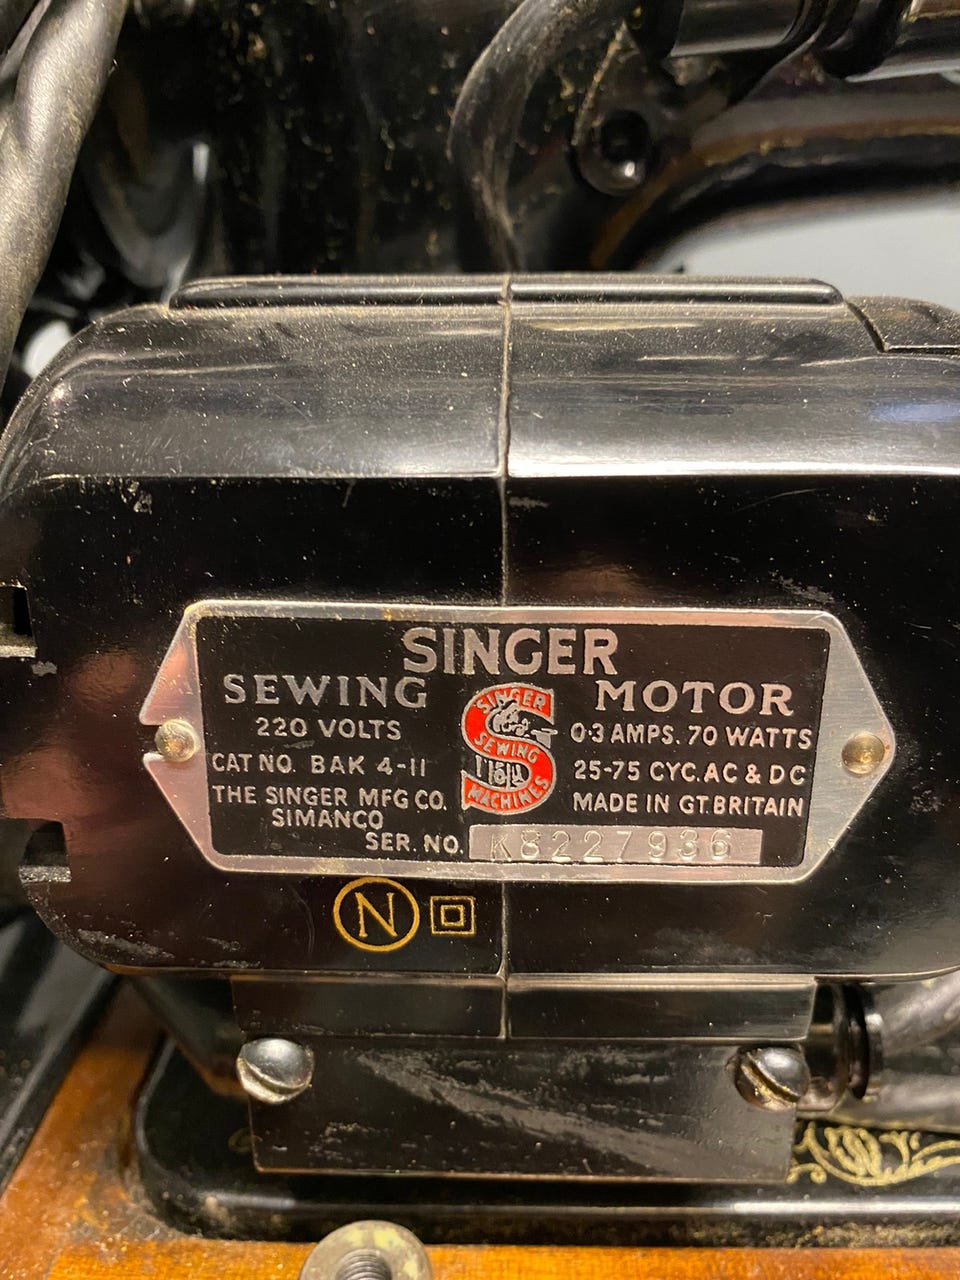 SINGER
SEWING MOTOR
220 VOLTS
0·3 AMPS. 70 WATTS
CAT NO. BAK 4-11
25-75 CYC. AC & DC
THE SINGER MFG CO.
SIMANCO
MADE IN GT. BRITAIN
SER. NO. K8227936
SINGER
SEWING
MACHINES
N